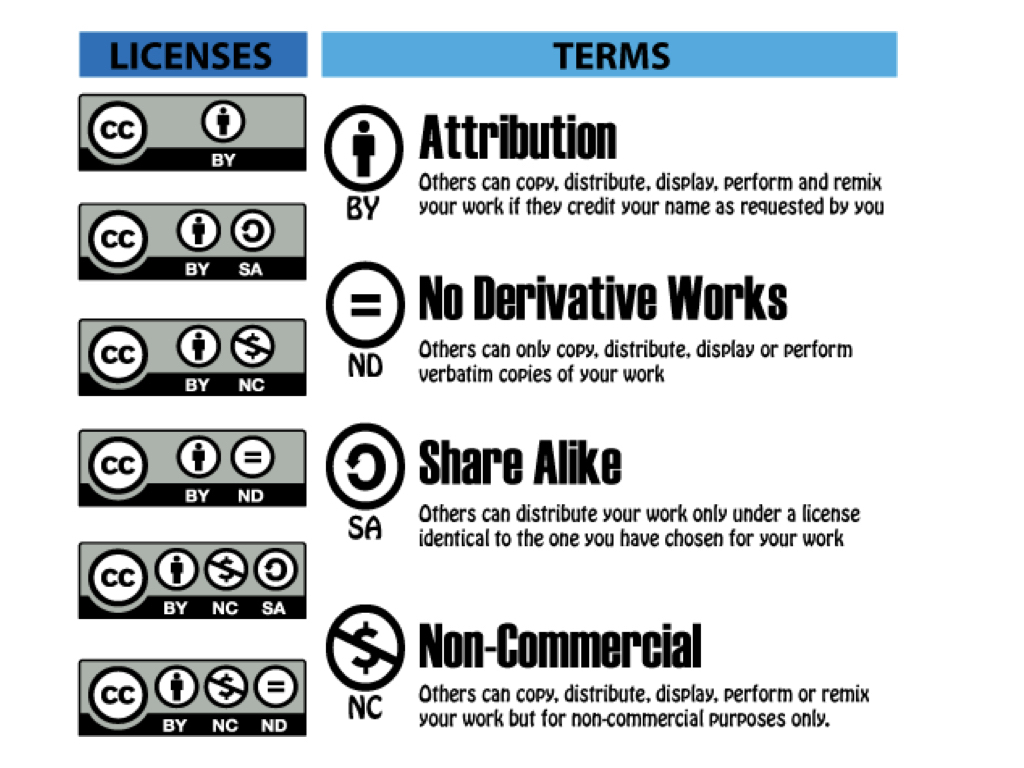 LICENSES
cc
BY
cc
BY SA
cc
BY NC
cc
BY ND
cc
BY NC SA
cc
BY NC ND
TERMS
Attribution
BY
Others can copy, distribute, display, perform and remix
your work if they credit your name as requested by you
No Derivative Works
ND
Others can only copy, distribute, display or perform
verbatim copies of your work
Share Alike
SA
Others can distribute your work only under a license
identical to the one you have chosen for your work
Non-Commercial
NC
Others can copy, distribute, display, perform or remix
your work but for non-commercial purposes only.